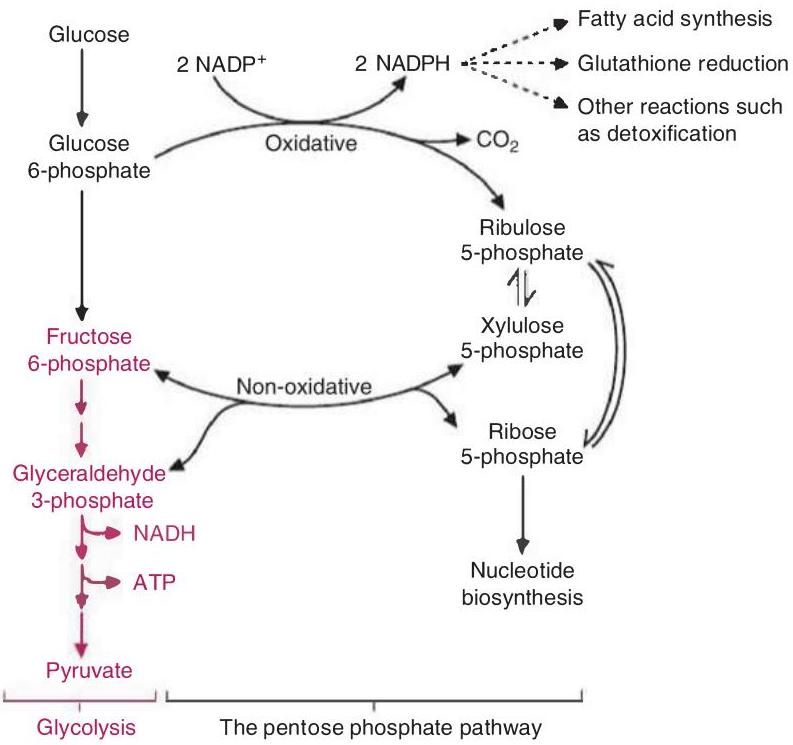 Glucose
2 NADP+
2 NADPH
Fatty acid synthesis
Glutathione reduction
Other reactions such
as detoxification
Glucose
6-phosphate
Oxidative
CO2
Ribulose
5-phosphate
Xylulose
5-phosphate
Fructose
6-phosphate
Non-oxidative
Ribose
5-phosphate
Glyceraldehyde
3-phosphate
NADH
ATP
Nucleotide
biosynthesis
Pyruvate
Glycolysis
The pentose phosphate pathway